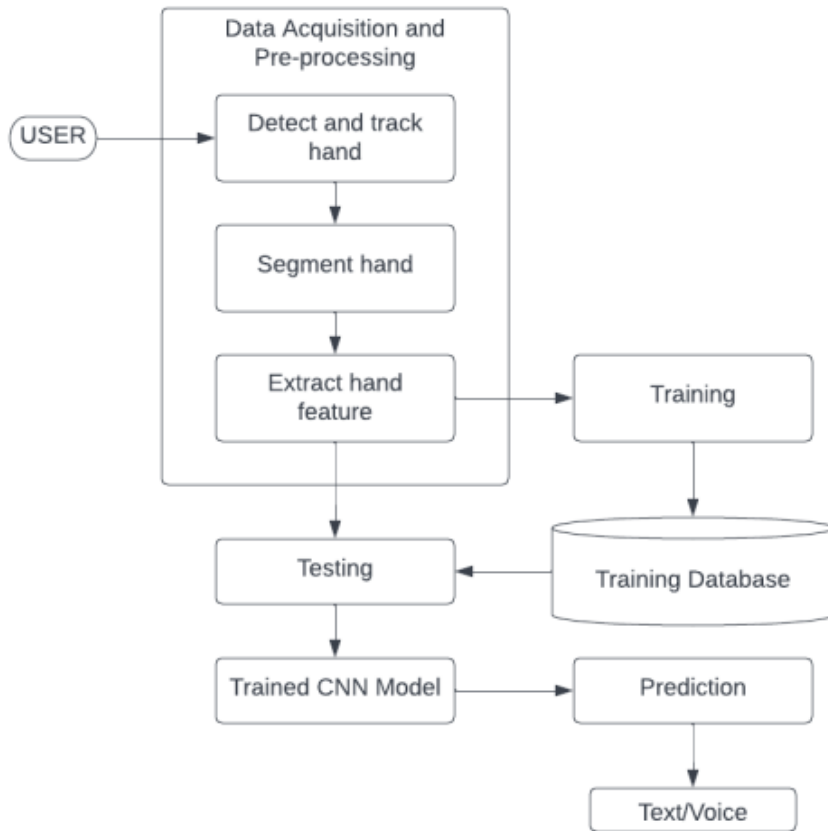 Data Acquisition and
Pre-processing
USER
Detect and track
hand
Segment hand
Extract hand
feature
Training
Testing
Training Database
Trained CNN Model
Prediction
Text/Voice